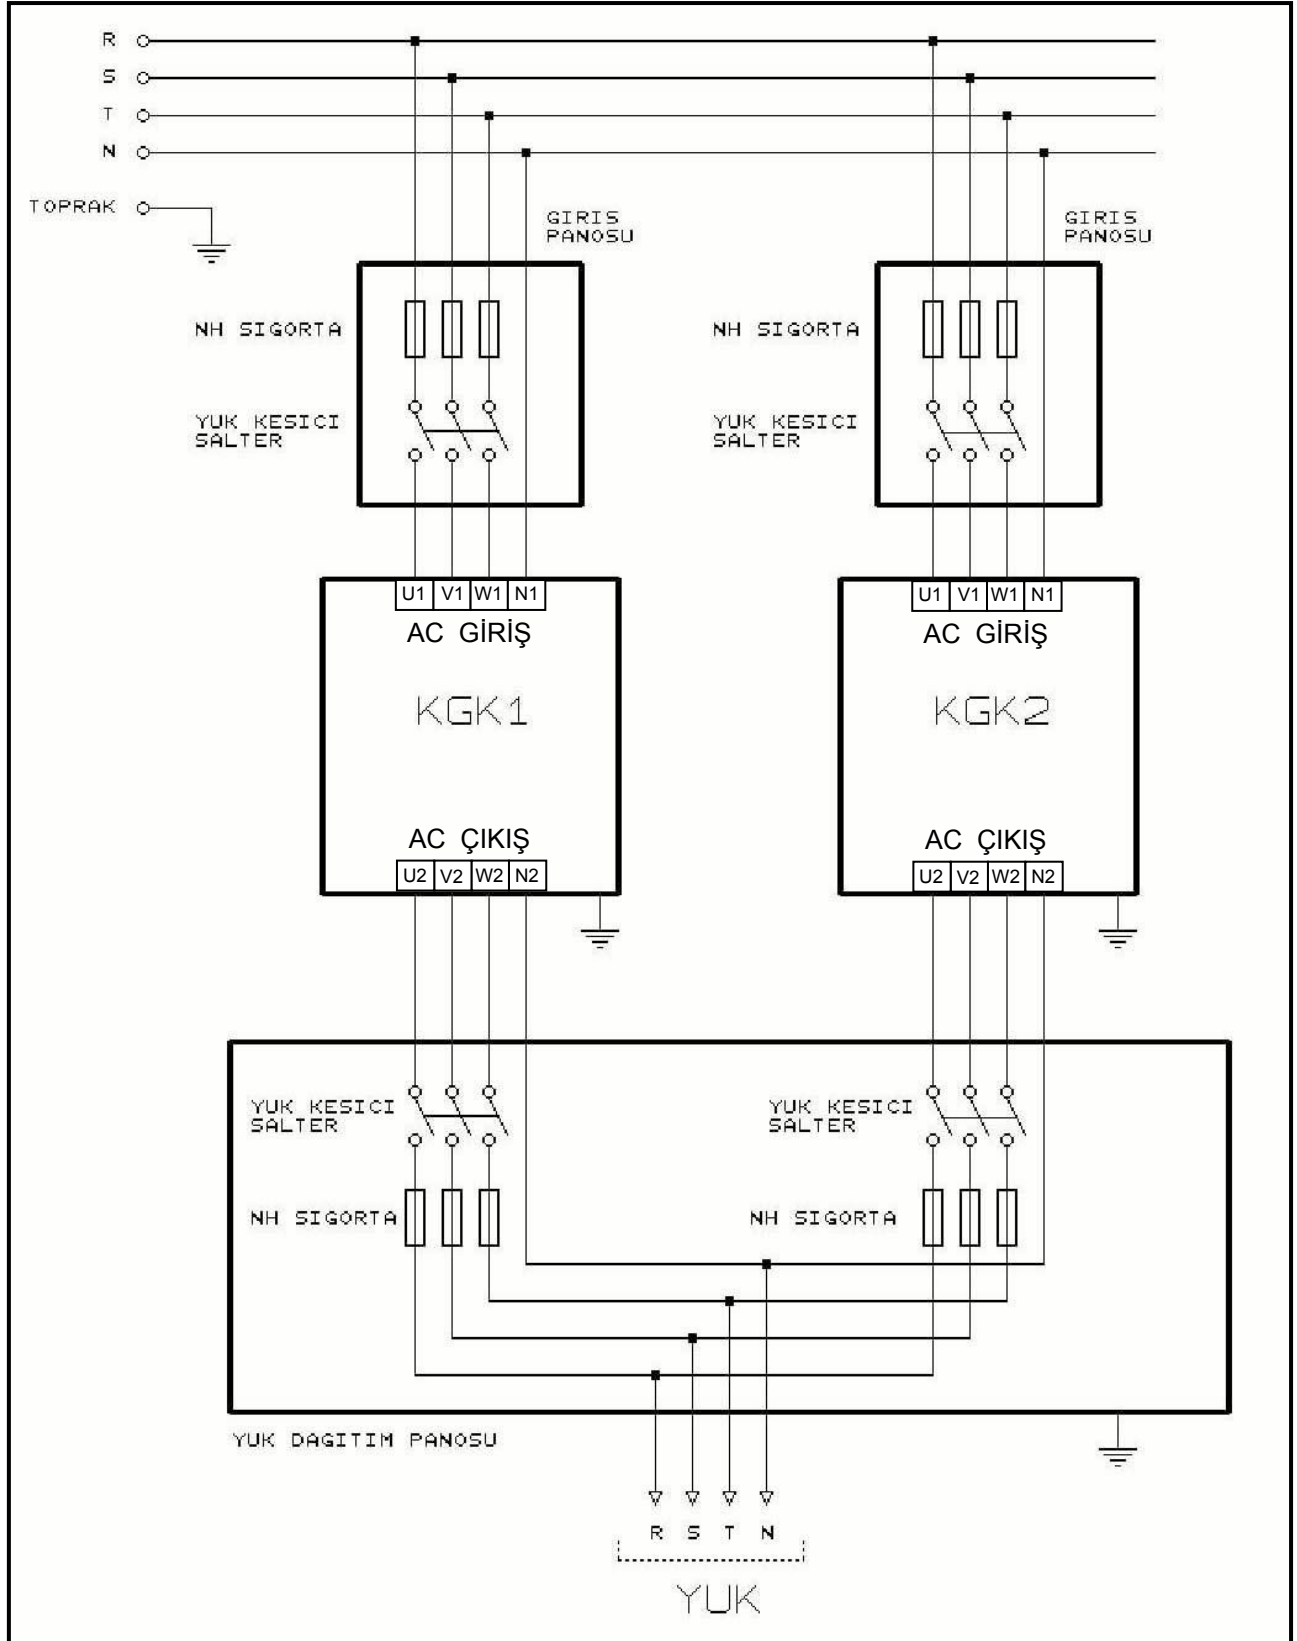 R
S
T
N
TOPRAK
GIRIS
PANOSU
GIRIS
PANOSU
NH SIGORTA
NH SIGORTA
YUK KESICI
SALTER
YUK KESICI
SALTER
U1 V1 W1 N1
U1 V1 W1 N1
AC GİRİŞ
AC GİRİŞ
KGK1
KGK2
AC ÇIKIŞ
AC ÇIKIŞ
U2 V2 W2 N2
U2 V2 W2 N2
YUK KESICI
SALTER
YUK KESICI
SALTER
NH SIGORTA
NH SIGORTA
YUK DAGITIM PANOSU
R S T N
YUK